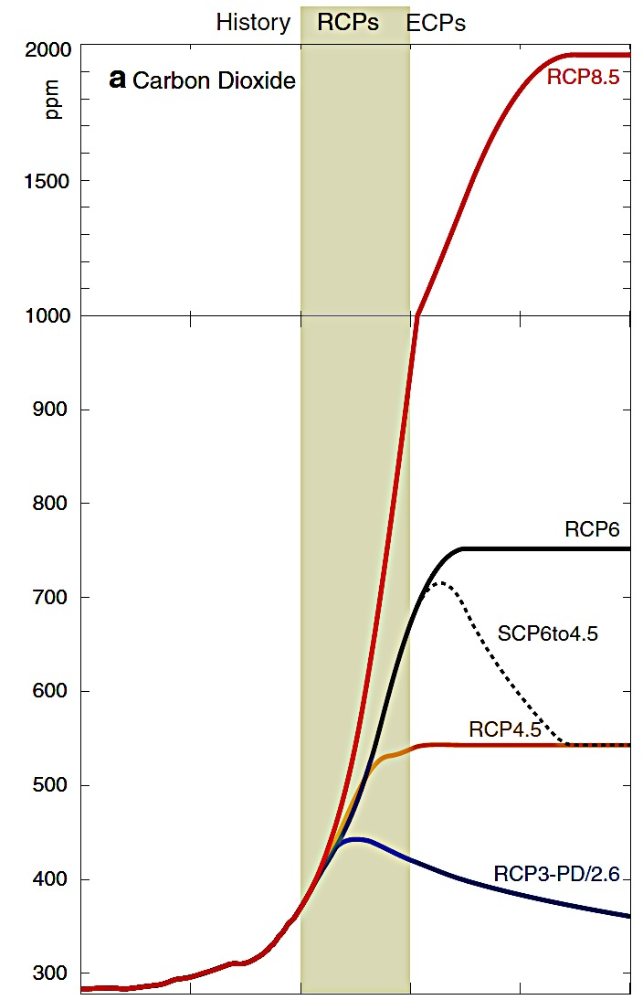 History RCPs ECPs
2000
a Carbon Dioxide
RCP8.5
ppm
1500
1000
900
800
RCP6
700
SCP6to4.5
600
RCP4.5
500
400
RCP3-PD/2.6
300